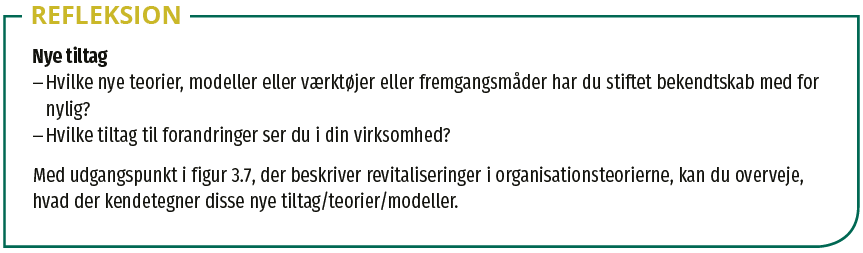 REFLEKSION
Nye tiltag
– Hvilke nye teorier, modeller eller værktøjer eller fremgangsmåder har du stiftet bekendtskab med for
nylig?
– Hvilke tiltag til forandringer ser du i din virksomhed?
Med udgangspunkt i figur 3.7, der beskriver revitaliseringer i organisationsteorierne, kan du overveje,
hvad der kendetegner disse nye tiltag/teorier/modeller.